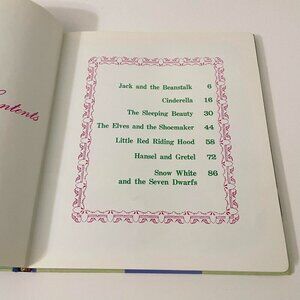 ontents
Jack and the Beanstalk 6
Cinderella 16
The Sleeping Beauty 30
The Elves and the Shoemaker 44
Little Red Riding Hood 58
Hansel and Gretel 72
Snow White 86
and the Seven Dwarfs